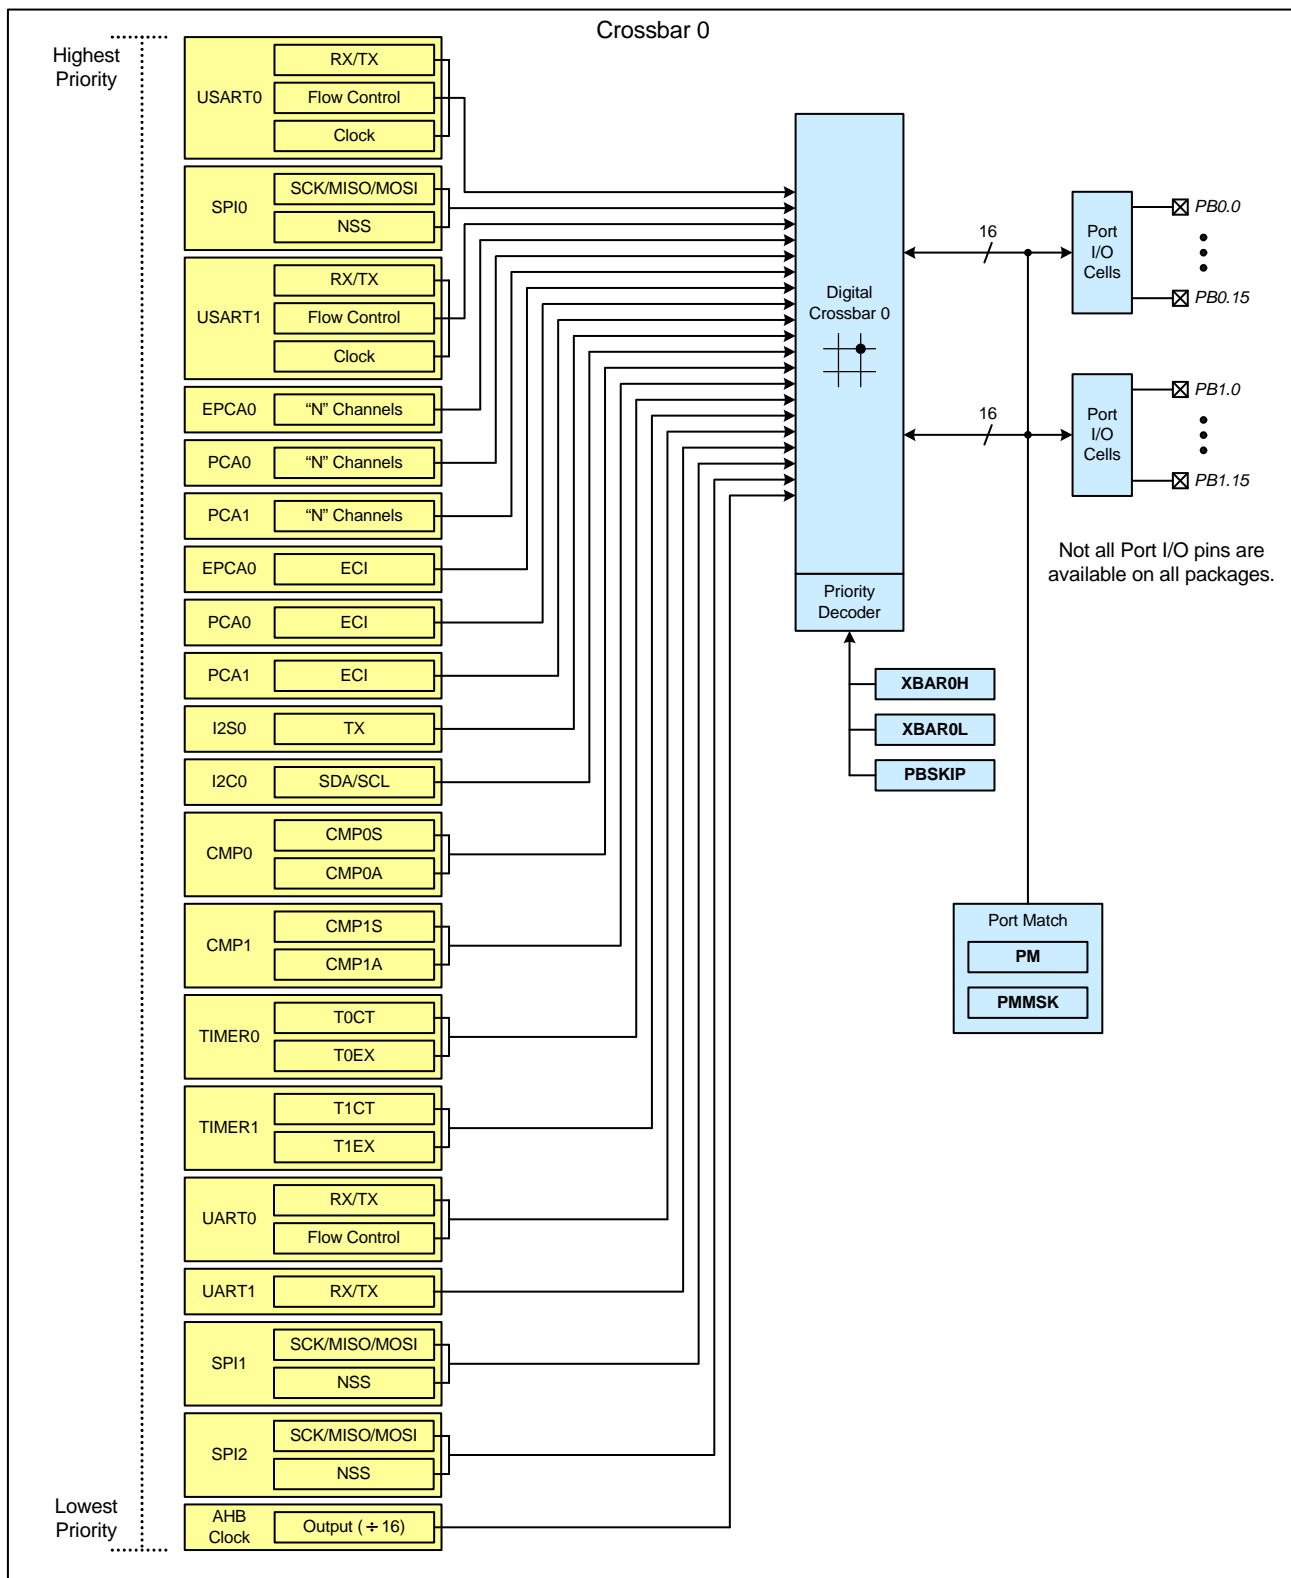 Crossbar 0
Highest
Priority
USART0
RX/TX
Flow Control
Clock
SPI0
SCK/MISO/MOSI
NSS
USART1
RX/TX
Flow Control
Clock
EPCA0
“N” Channels
PCA0
“N” Channels
PCA1
“N” Channels
EPCA0
ECI
PCA0
ECI
PCA1
ECI
I2S0
TX
I2C0
SDA/SCL
CMP0
CMP0S
CMP0A
CMP1
CMP1S
CMP1A
TIMER0
T0CT
T0EX
TIMER1
T1CT
T1EX
UART0
RX/TX
Flow Control
UART1
RX/TX
SPI1
SCK/MISO/MOSI
NSS
SPI2
SCK/MISO/MOSI
NSS
Lowest
Priority
AHB
Clock
Output (÷16)
Digital
Crossbar 0
Priority
Decoder
XBAR0H
XBAR0L
PBSKIP
16
Port
I/O
Cells
PB0.0
PB0.15
16
Port
I/O
Cells
PB1.0
PB1.15
Not all Port I/O pins are
available on all packages.
Port Match
PM
PMMSK